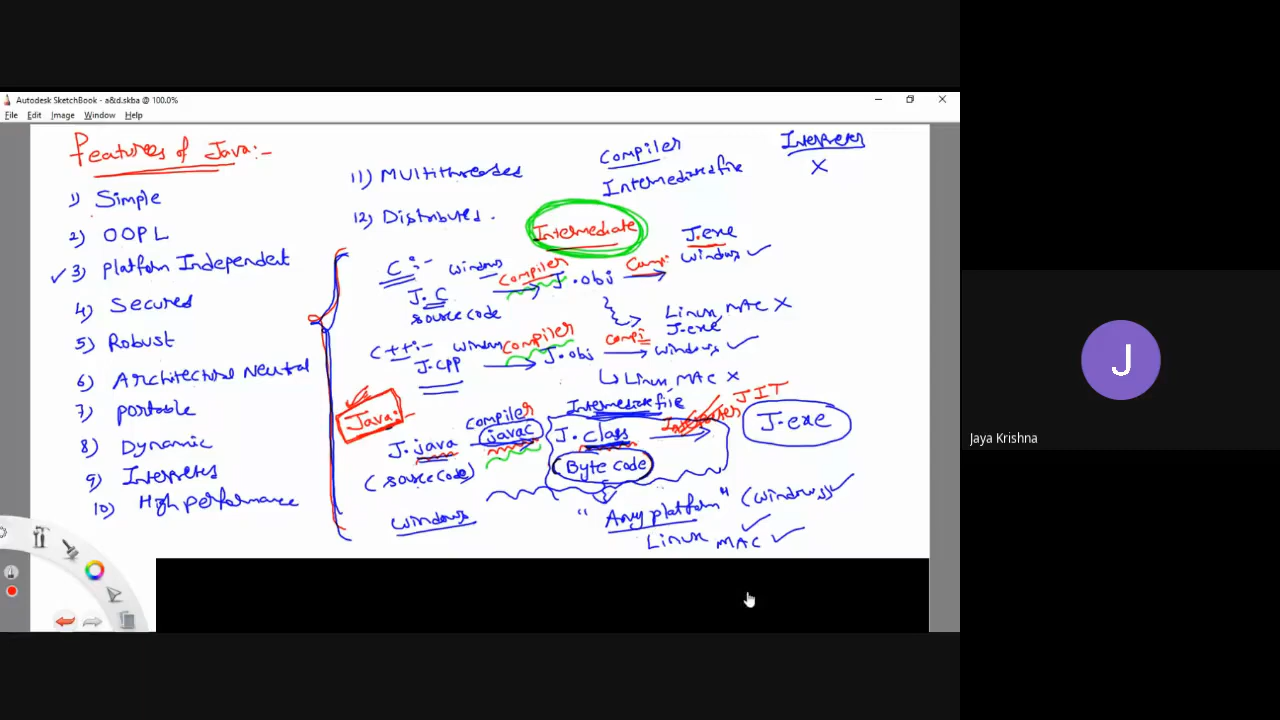 Autodesk SketchBook - a&d.skba @ 100.0%
File Edit Image Window Help
Features of Java:-
1) Simple
2) OOPL
3) Platform Independent
4) Secured
5) Robust
6) Architectural Neutral
7) portable
8) Dynamic
9) Interpreter
10) High performance
11) Multithreaded
12) Distributed.
Compiler
Intermediate file
Interpreter
X
Intermediate
C:- Windows Compiler J.exe
J.C J.obj Comp. windows
source code
Linux, MAC X
C++:- window Compiler Compi J.exe
J.CPP J.obj windows
Linux, MAC X
Java:- Compiler Intermediate file Interpreter JIT
J.java javac J.class J.exe
(source code) Byte code
windows
"Any platform" (windows)
Linux MAC
J
Jaya Krishna